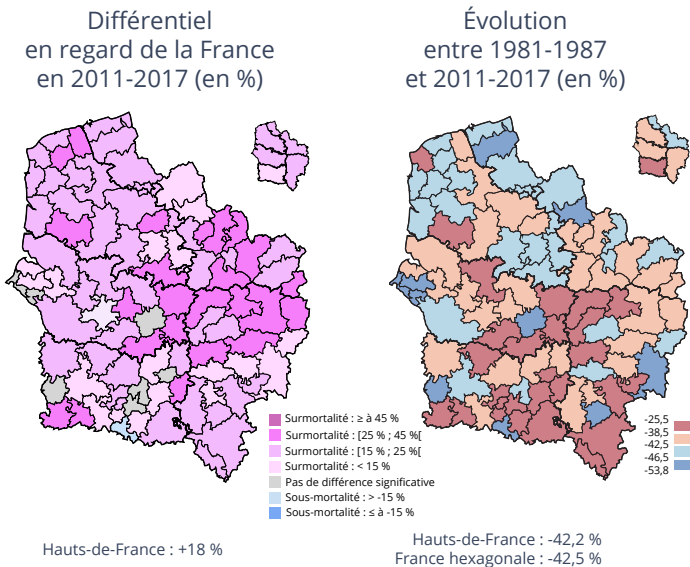 Différentiel
en regard de la France
en 2011-2017 (en %)
Évolution
entre 1981-1987
et 2011-2017 (en %)
Surmortalité : ≥ à 45 %
Surmortalité : [25 % ; 45 %[
Surmortalité : [15 % ; 25 %[
Surmortalité : < 15 %
Pas de différence significative
Sous-mortalité : > -15 %
Sous-mortalité : ≤ à -15 %
-25,5
-38,5
-42,5
-46,5
-53,8
Hauts-de-France : +18 %
Hauts-de-France : -42,2 %
France hexagonale : -42,5 %